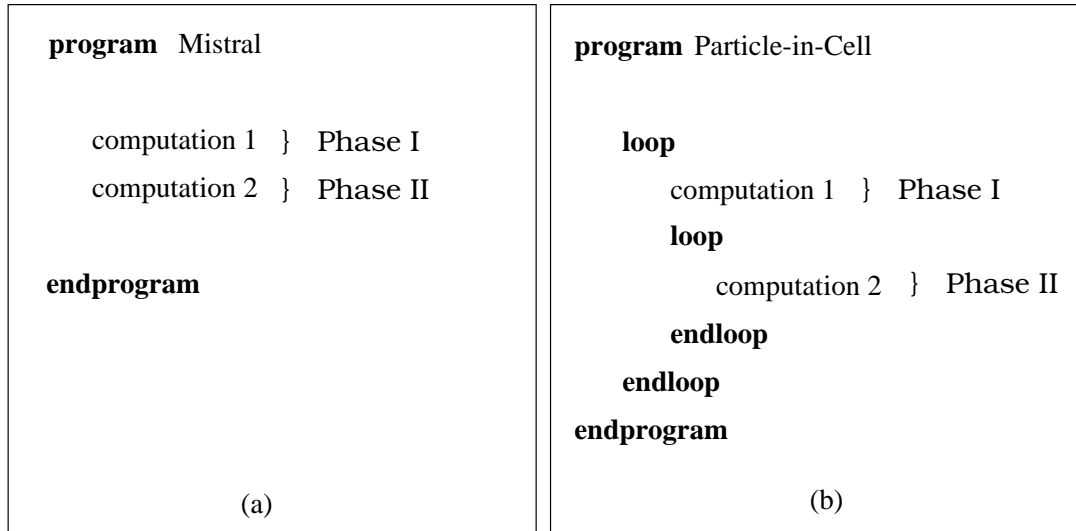 program Mistral
computation 1 } Phase I
computation 2 } Phase II
endprogram
(a)
program Particle-in-Cell
loop
computation 1 } Phase I
loop
computation 2 } Phase II
endloop
endloop
endprogram
(b)